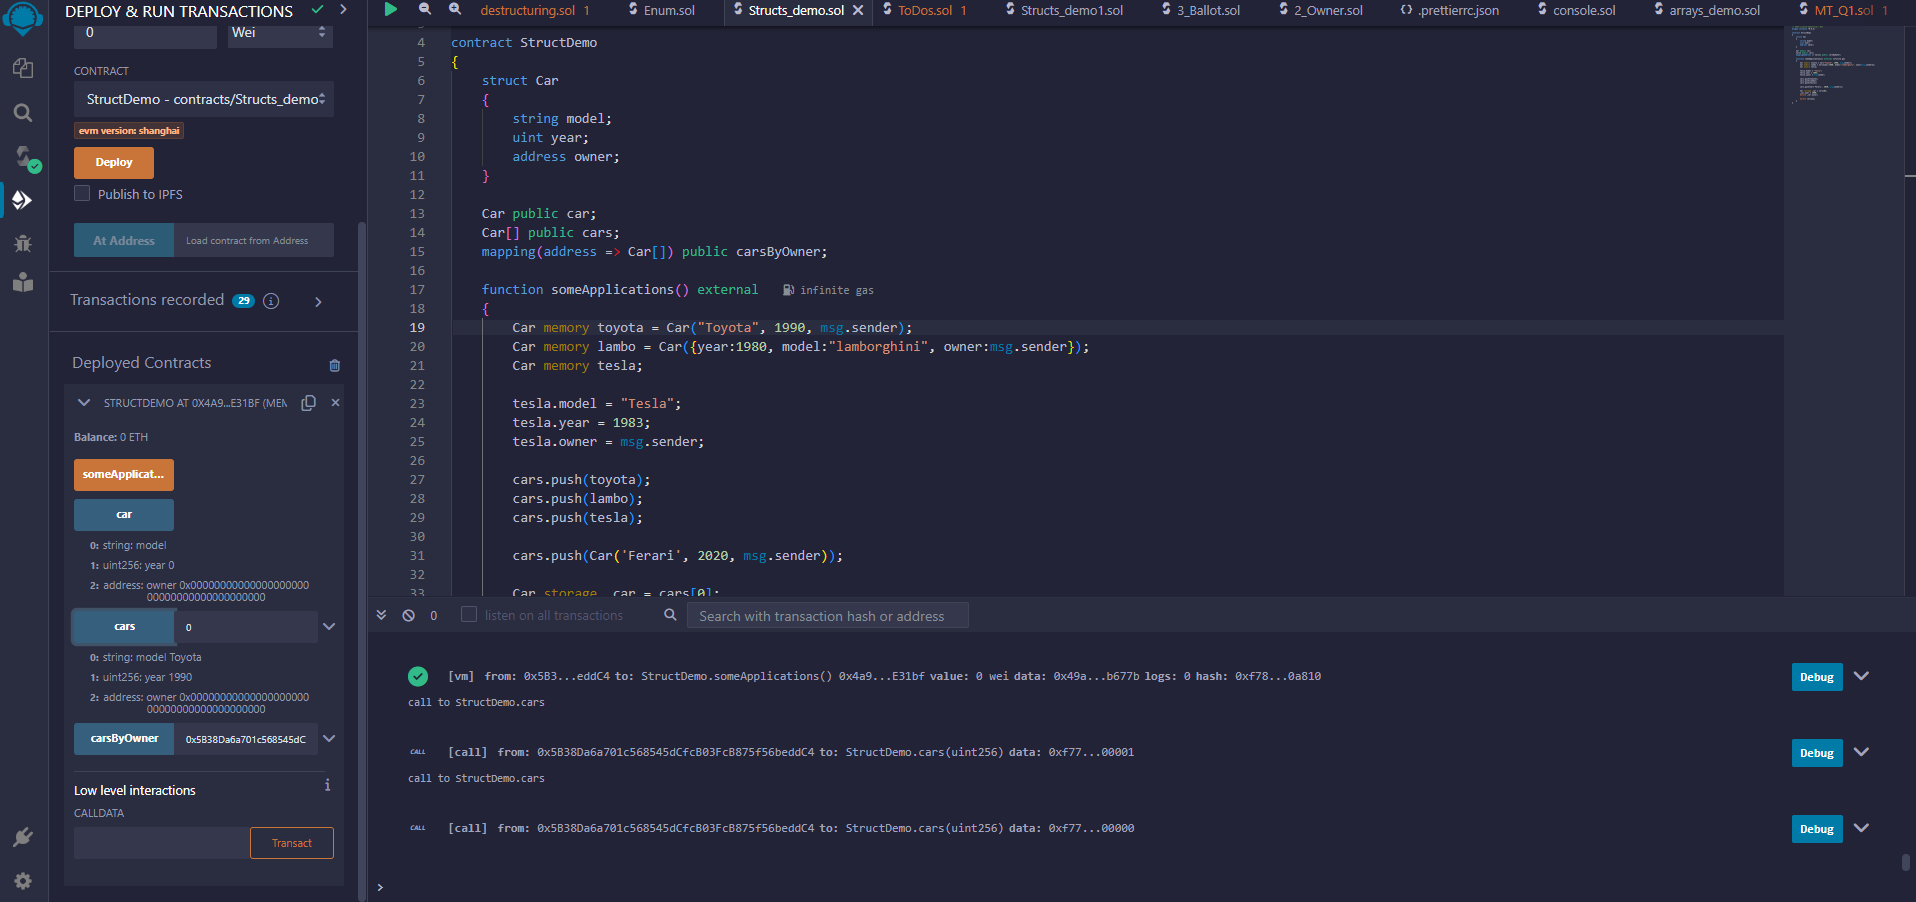 DEPLOY & RUN TRANSACTIONS
0
Wei
CONTRACT
StructDemo - contracts/Structs_demo
evm version: shanghai
Deploy
Publish to IPFS
At Address
Load contract from Address
Transactions recorded 29
Deployed Contracts
STRUCTDEMO AT 0X4A9...E31BF (MEM
Balance: 0 ETH
someApplicat...
car
0: string: model
1: uint256: year 0
2: address: owner 0x00000000000000000000
00000000000000000000
cars
0
0: string: model Toyota
1: uint256: year 1990
2: address: owner 0x00000000000000000000
00000000000000000000
carsByOwner
0x5B38Da6a701c568545dC
Low level interactions
CALLDATA
Transact
destructuring.sol 1
Enum.sol
Structs_demo.sol
ToDos.sol 1
Structs_demo1.sol
3_Ballot.sol
2_Owner.sol
.prettierrc.json
console.sol
arrays_demo.sol
MT_Q1.sol 1
4 contract StructDemo
5 {
6 struct Car
7 {
8 string model;
9 uint year;
10 address owner;
11 }
12
13 Car public car;
14 Car[] public cars;
15 mapping(address => Car[]) public carsByOwner;
16
17 function someApplications() external infinite gas
18 {
19 Car memory toyota = Car("Toyota", 1990, msg.sender);
20 Car memory lambo = Car({year:1980, model:"lamborghini", owner:msg.sender});
21 Car memory tesla;
22
23 tesla.model = "Tesla";
24 tesla.year = 1983;
25 tesla.owner = msg.sender;
26
27 cars.push(toyota);
28 cars.push(lambo);
29 cars.push(tesla);
30
31 cars.push(Car('Ferari', 2020, msg.sender));
32
33 Car storage _car = cars[0];
0
listen on all transactions
Search with transaction hash or address
[vm] from: 0x5B3...eddC4 to: StructDemo.someApplications() 0x4a9...E31bf value: 0 wei data: 0x49a...b677b logs: 0 hash: 0xf78...0a810
Debug
call to StructDemo.cars
CALL [call] from: 0x5B38Da6a701c568545dCfcB03FcB875f56beddC4 to: StructDemo.cars(uint256) data: 0xf77...00001
Debug
call to StructDemo.cars
CALL [call] from: 0x5B38Da6a701c568545dCfcB03FcB875f56beddC4 to: StructDemo.cars(uint256) data: 0xf77...00000
Debug
>